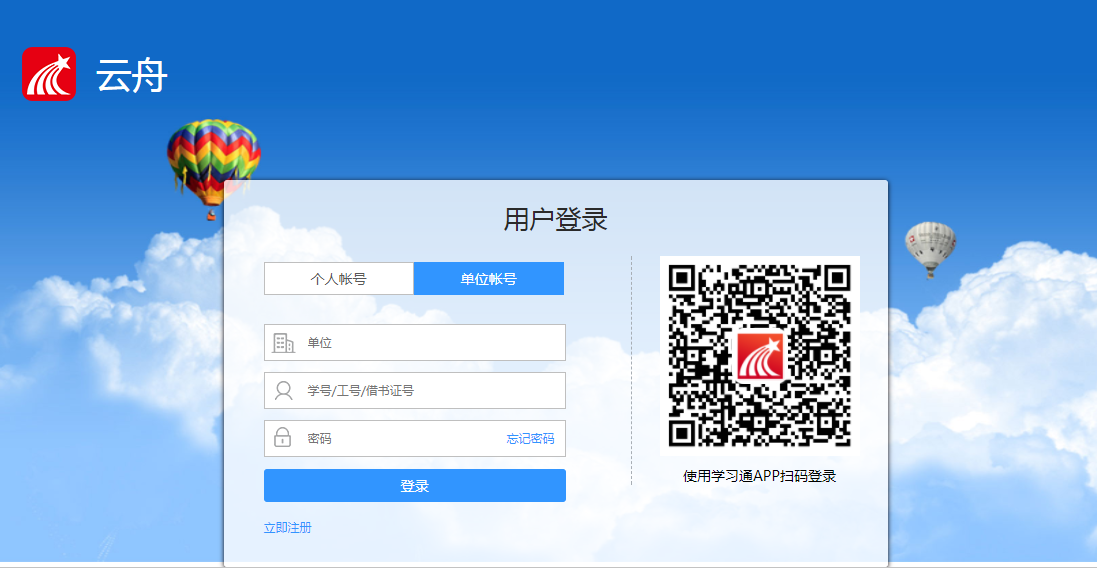 云舟
用户登录
个人帐号
单位帐号
单位
学号/工号/借书证号
密码
忘记密码
登录
立即注册
使用学习通APP扫码登录